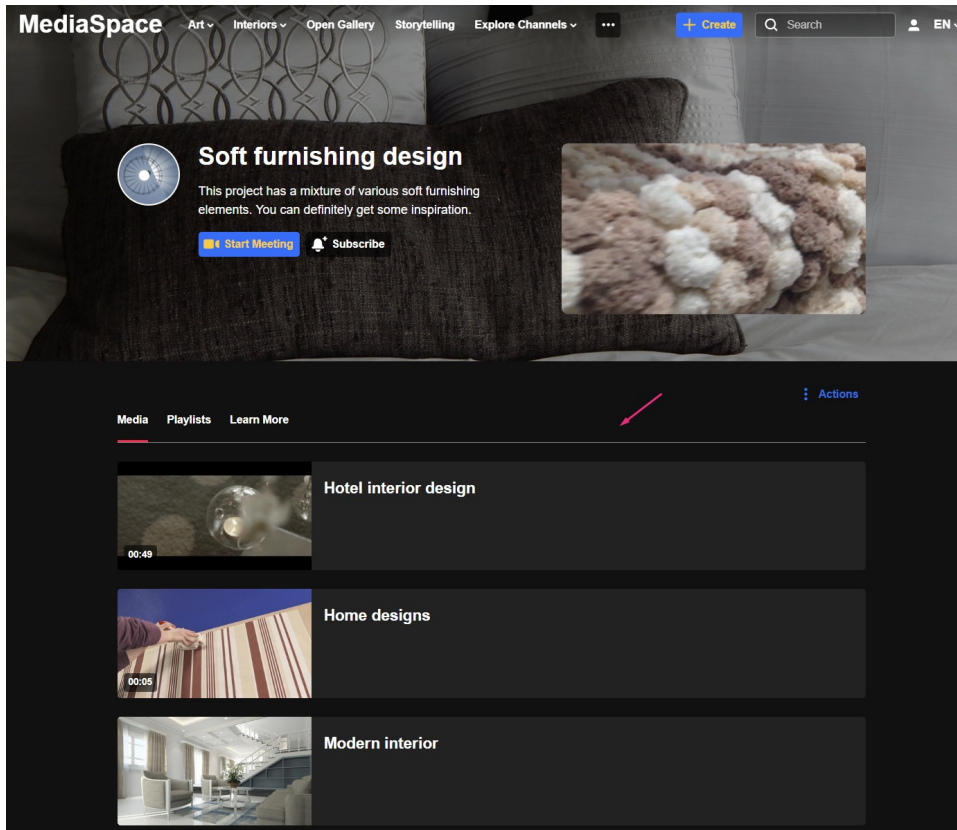 MediaSpace Art Interiors Open Gallery Storytelling Explore Channels ••• + Create Search EN
Soft furnishing design
This project has a mixture of various soft furnishing
elements. You can definitely get some inspiration.
Start Meeting Subscribe
Actions
Media Playlists Learn More
Hotel interior design
00:49
Home designs
00:05
Modern interior